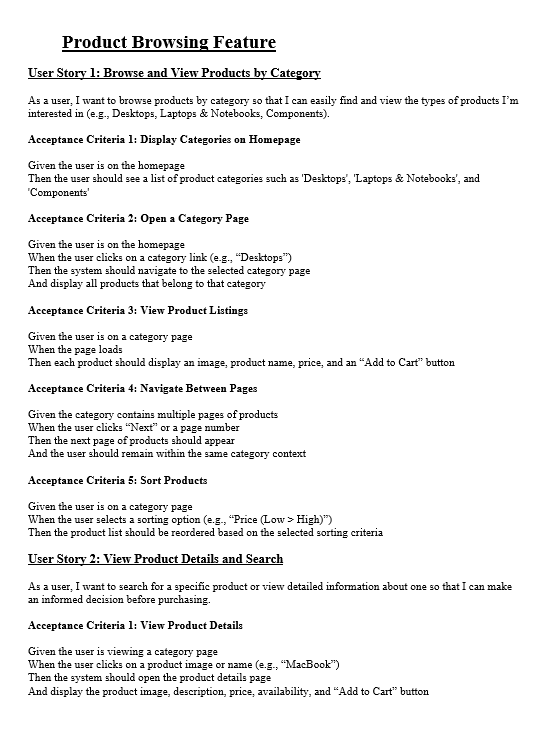 Product Browsing Feature
User Story 1: Browse and View Products by Category
As a user, I want to browse products by category so that I can easily find and view the types of products I’m
interested in (e.g., Desktops, Laptops & Notebooks, Components).
Acceptance Criteria 1: Display Categories on Homepage
Given the user is on the homepage
Then the user should see a list of product categories such as 'Desktops', 'Laptops & Notebooks', and
'Components'
Acceptance Criteria 2: Open a Category Page
Given the user is on the homepage
When the user clicks on a category link (e.g., “Desktops”)
Then the system should navigate to the selected category page
And display all products that belong to that category
Acceptance Criteria 3: View Product Listings
Given the user is on a category page
When the page loads
Then each product should display an image, product name, price, and an “Add to Cart” button
Acceptance Criteria 4: Navigate Between Pages
Given the category contains multiple pages of products
When the user clicks “Next” or a page number
Then the next page of products should appear
And the user should remain within the same category context
Acceptance Criteria 5: Sort Products
Given the user is on a category page
When the user selects a sorting option (e.g., “Price (Low > High)”)
Then the product list should be reordered based on the selected sorting criteria
User Story 2: View Product Details and Search
As a user, I want to search for a specific product or view detailed information about one so that I can make
an informed decision before purchasing.
Acceptance Criteria 1: View Product Details
Given the user is viewing a category page
When the user clicks on a product image or name (e.g., “MacBook”)
Then the system should open the product details page
And display the product image, description, price, availability, and “Add to Cart” button